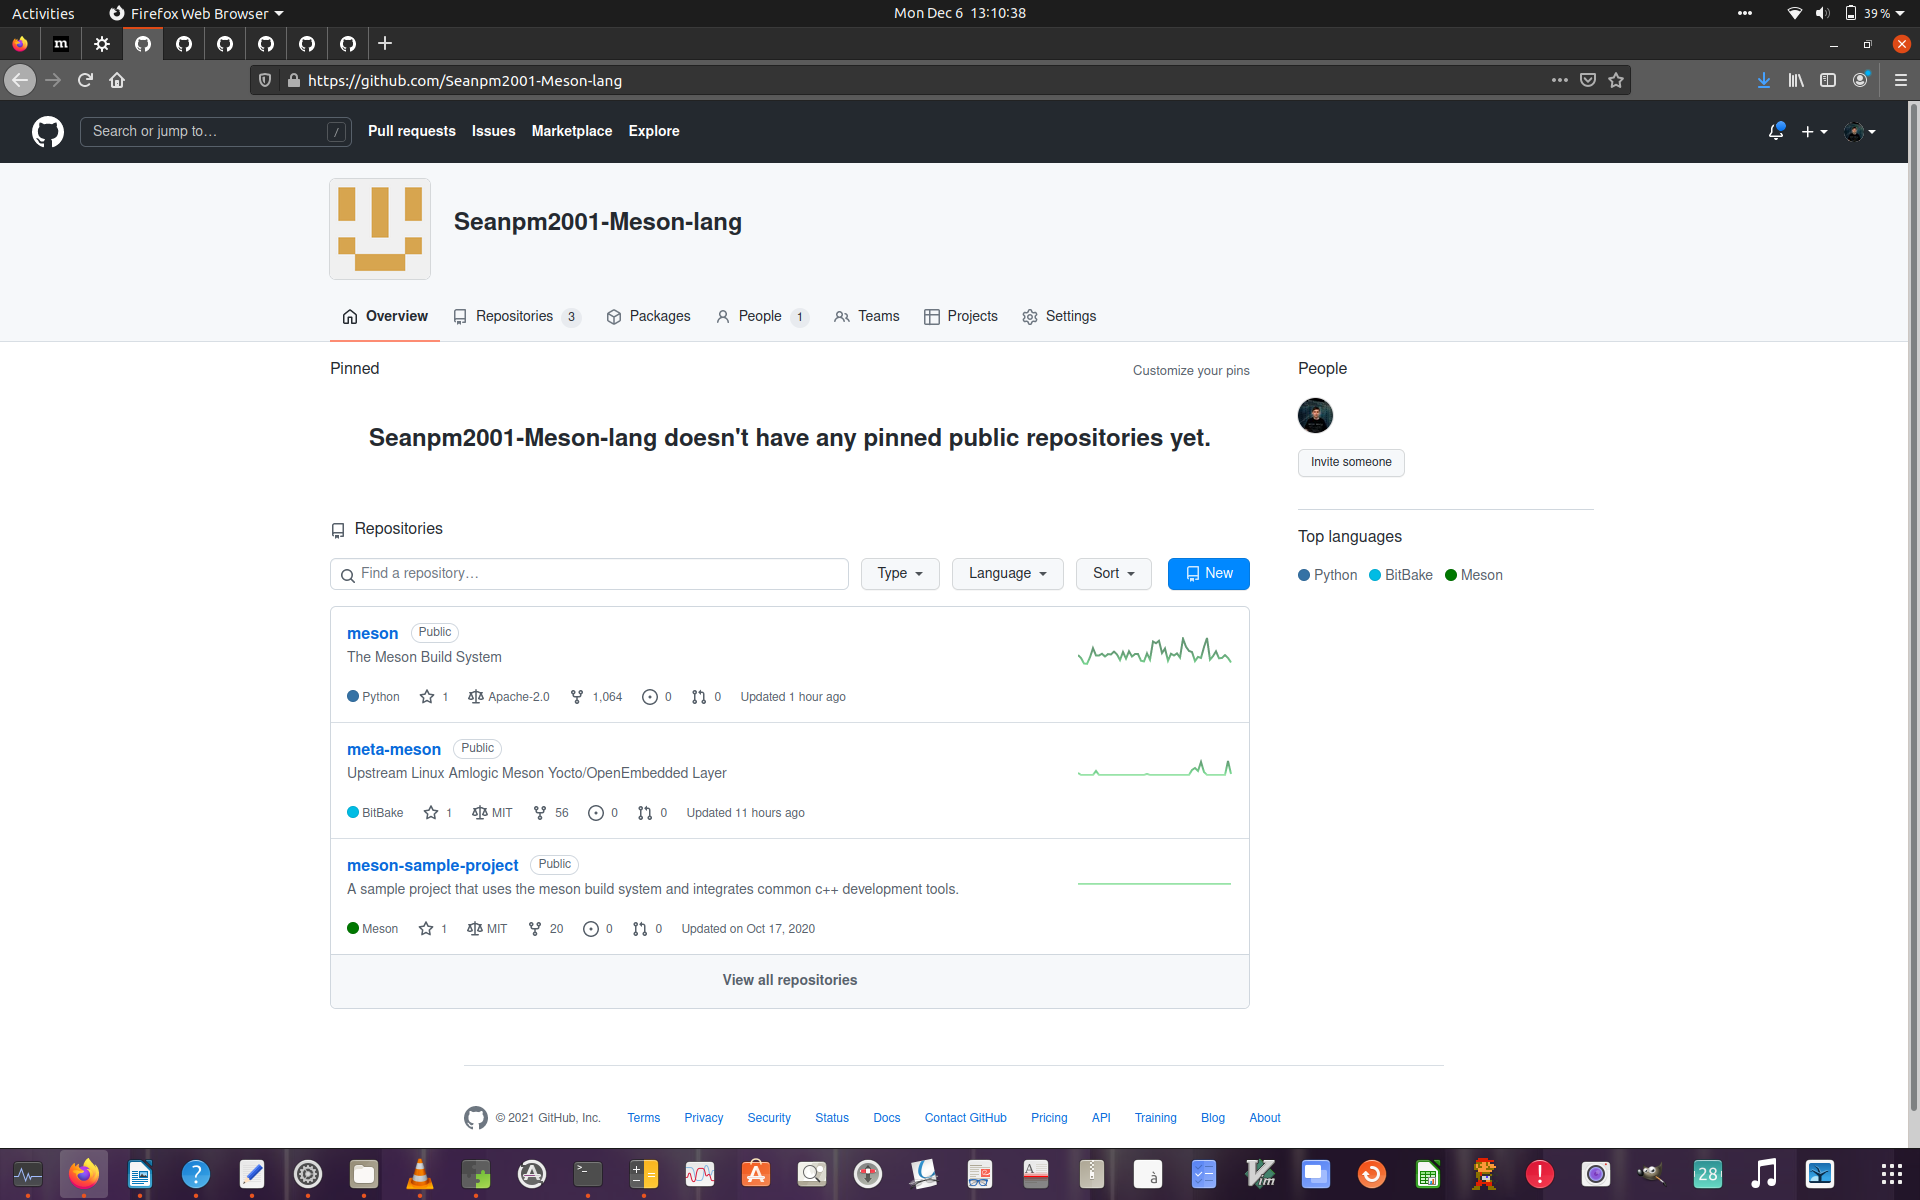 Activities Firefox Web Browser Mon Dec 6 13:10:38 39 %
m
https://github.com/Seanpm2001-Meson-lang
Search or jump to… / Pull requests Issues Marketplace Explore
Seanpm2001-Meson-lang
Overview Repositories 3 Packages People 1 Teams Projects Settings
Pinned Customize your pins People
Seanpm2001-Meson-lang doesn't have any pinned public repositories yet.
Invite someone
Repositories
Top languages
Find a repository… Type Language Sort New
Python BitBake Meson
meson Public
The Meson Build System
Python 1 Apache-2.0 1,064 0 0 Updated 1 hour ago
meta-meson Public
Upstream Linux Amlogic Meson Yocto/OpenEmbedded Layer
BitBake 1 MIT 56 0 0 Updated 11 hours ago
meson-sample-project Public
A sample project that uses the meson build system and integrates common c++ development tools.
Meson 1 MIT 20 0 0 Updated on Oct 17, 2020
View all repositories
© 2021 GitHub, Inc. Terms Privacy Security Status Docs Contact GitHub Pricing API Training Blog About
28